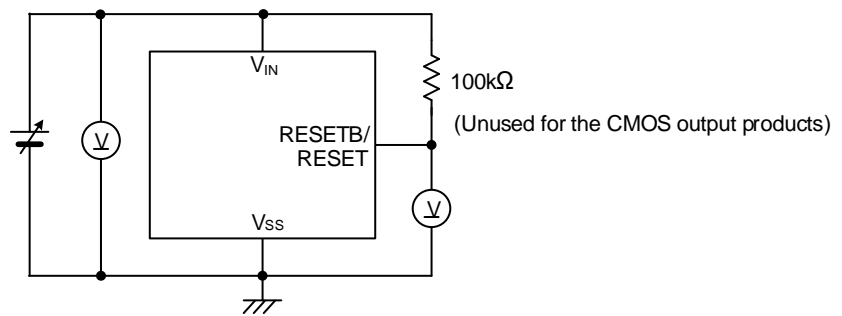 VIN
100kΩ
(Unused for the CMOS output products)
V
RESETB/
RESET
V
VSS